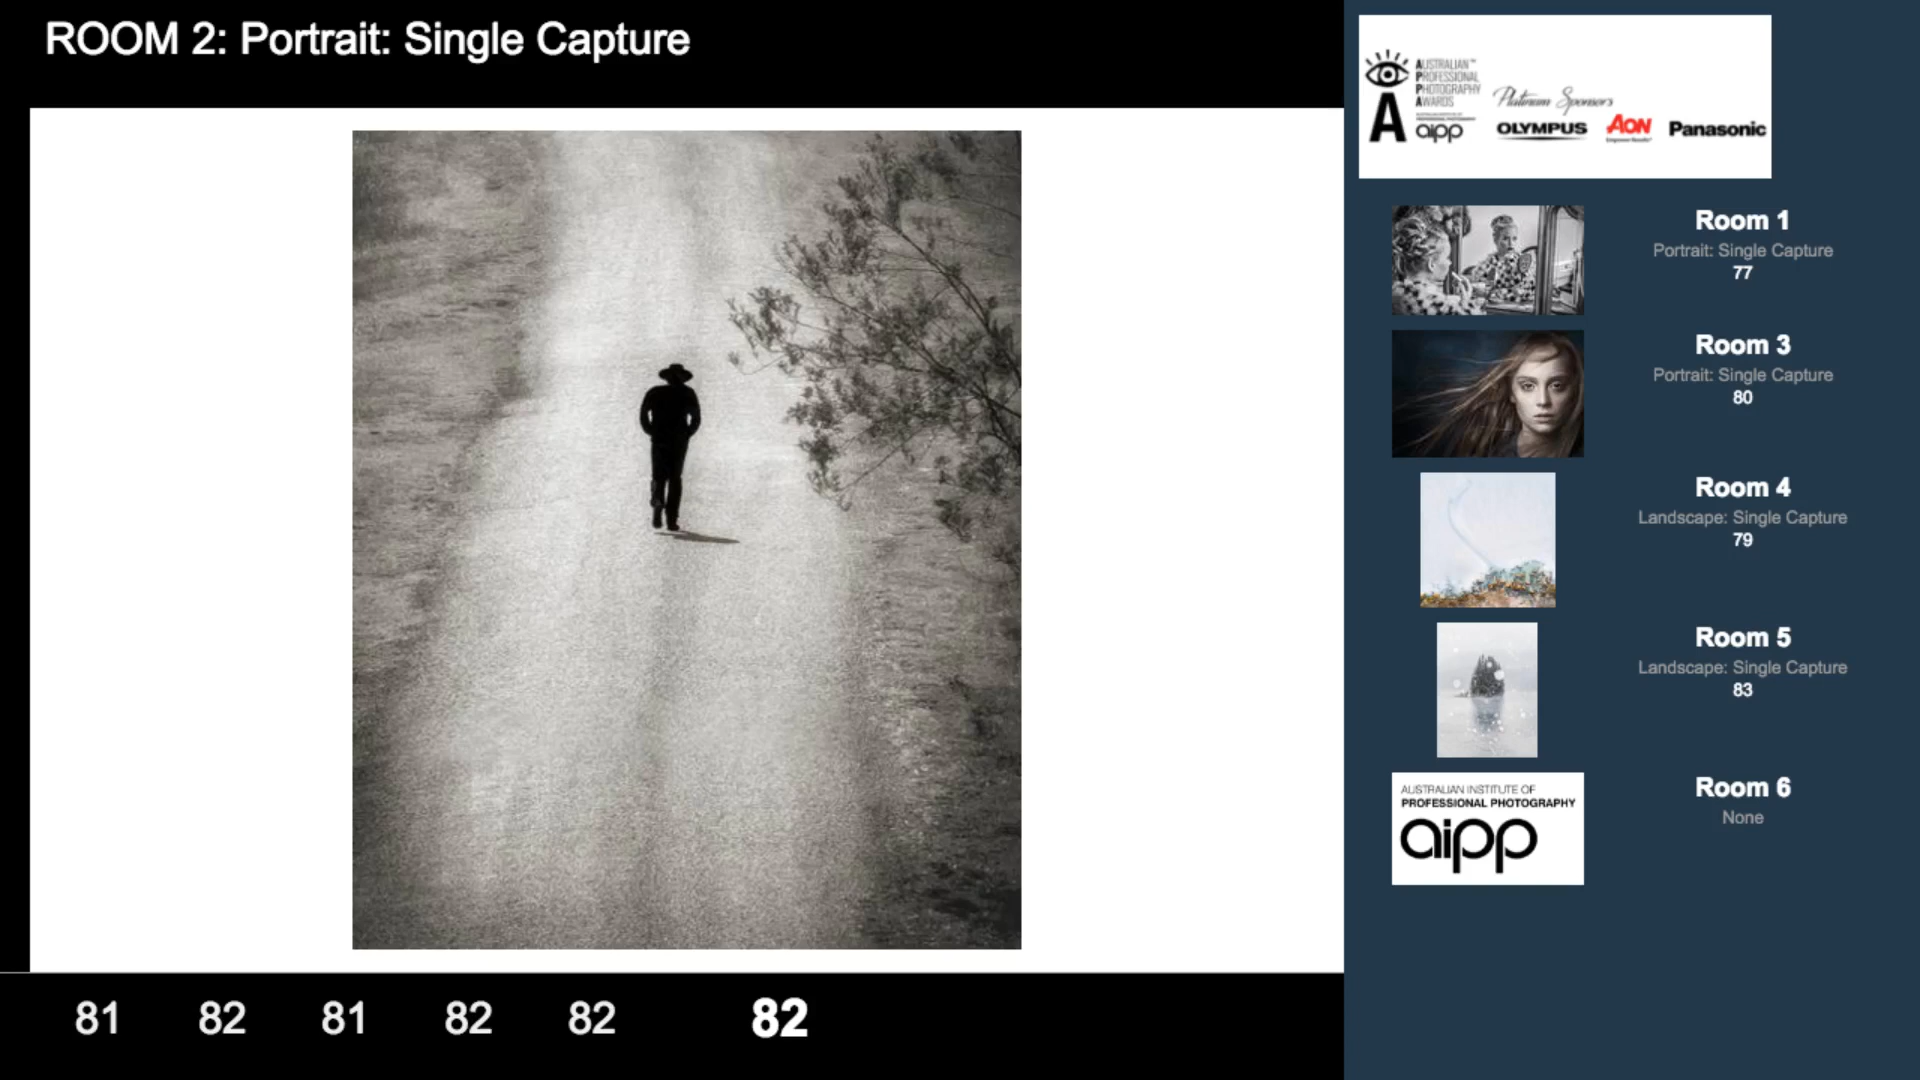 ROOM 2: Portrait: Single Capture
AUSTRALIAN™
PROFESSIONAL
PHOTOGRAPHY
AWARDS
A
aipp
Platinum Sponsors
OLYMPUS
AON
Panasonic
Room 1
Portrait: Single Capture
77
Room 3
Portrait: Single Capture
80
Room 4
Landscape: Single Capture
79
Room 5
Landscape: Single Capture
83
AUSTRALIAN INSTITUTE OF
PROFESSIONAL PHOTOGRAPHY
aipp
Room 6
None
81 82 81 82 82 82